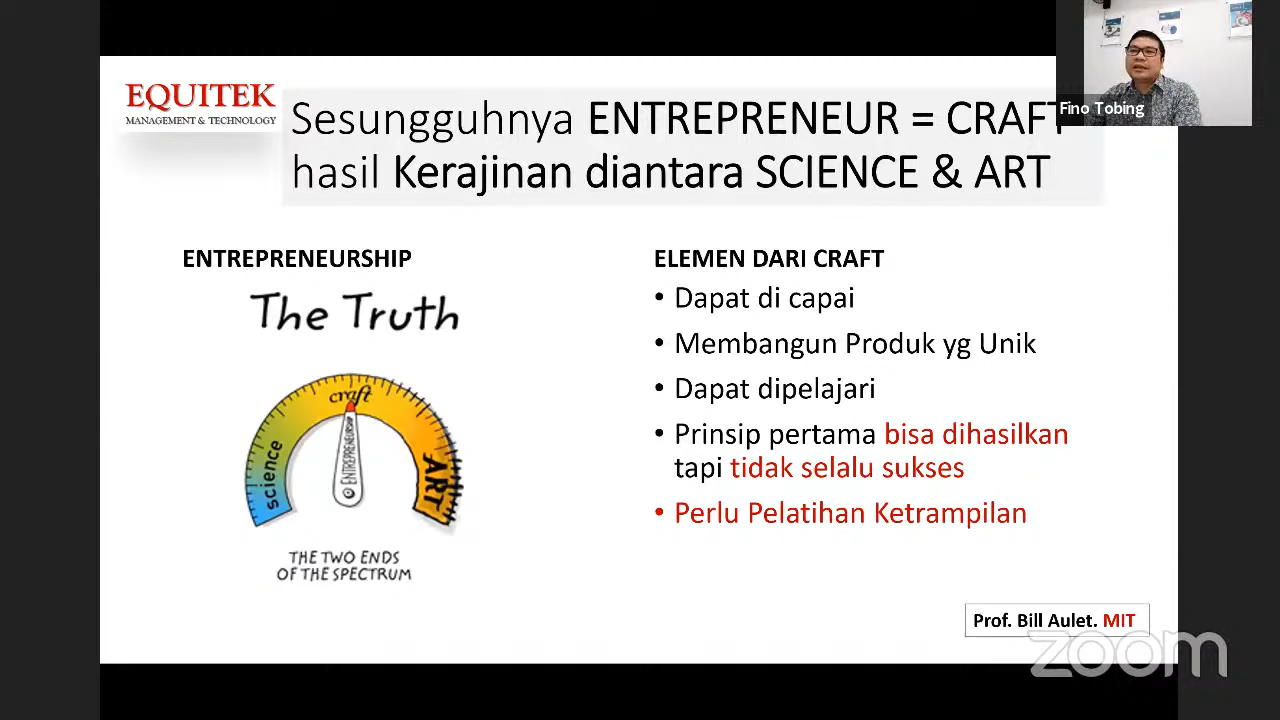 EQUITEK
MANAGEMENT & TECHNOLOGY
Sesungguhnya ENTREPRENEUR = CRAFT
hasil Kerajinan diantara SCIENCE & ART
Fino Tobing
ENTREPRENEURSHIP
The Truth
craft
science
ENTREPRENEURSHIP
ART
THE TWO ENDS
OF THE SPECTRUM
ELEMEN DARI CRAFT
• Dapat di capai
• Membangun Produk yg Unik
• Dapat dipelajari
• Prinsip pertama bisa dihasilkan
tapi tidak selalu sukses
• Perlu Pelatihan Ketrampilan
Prof. Bill Aulet. MIT
zoom